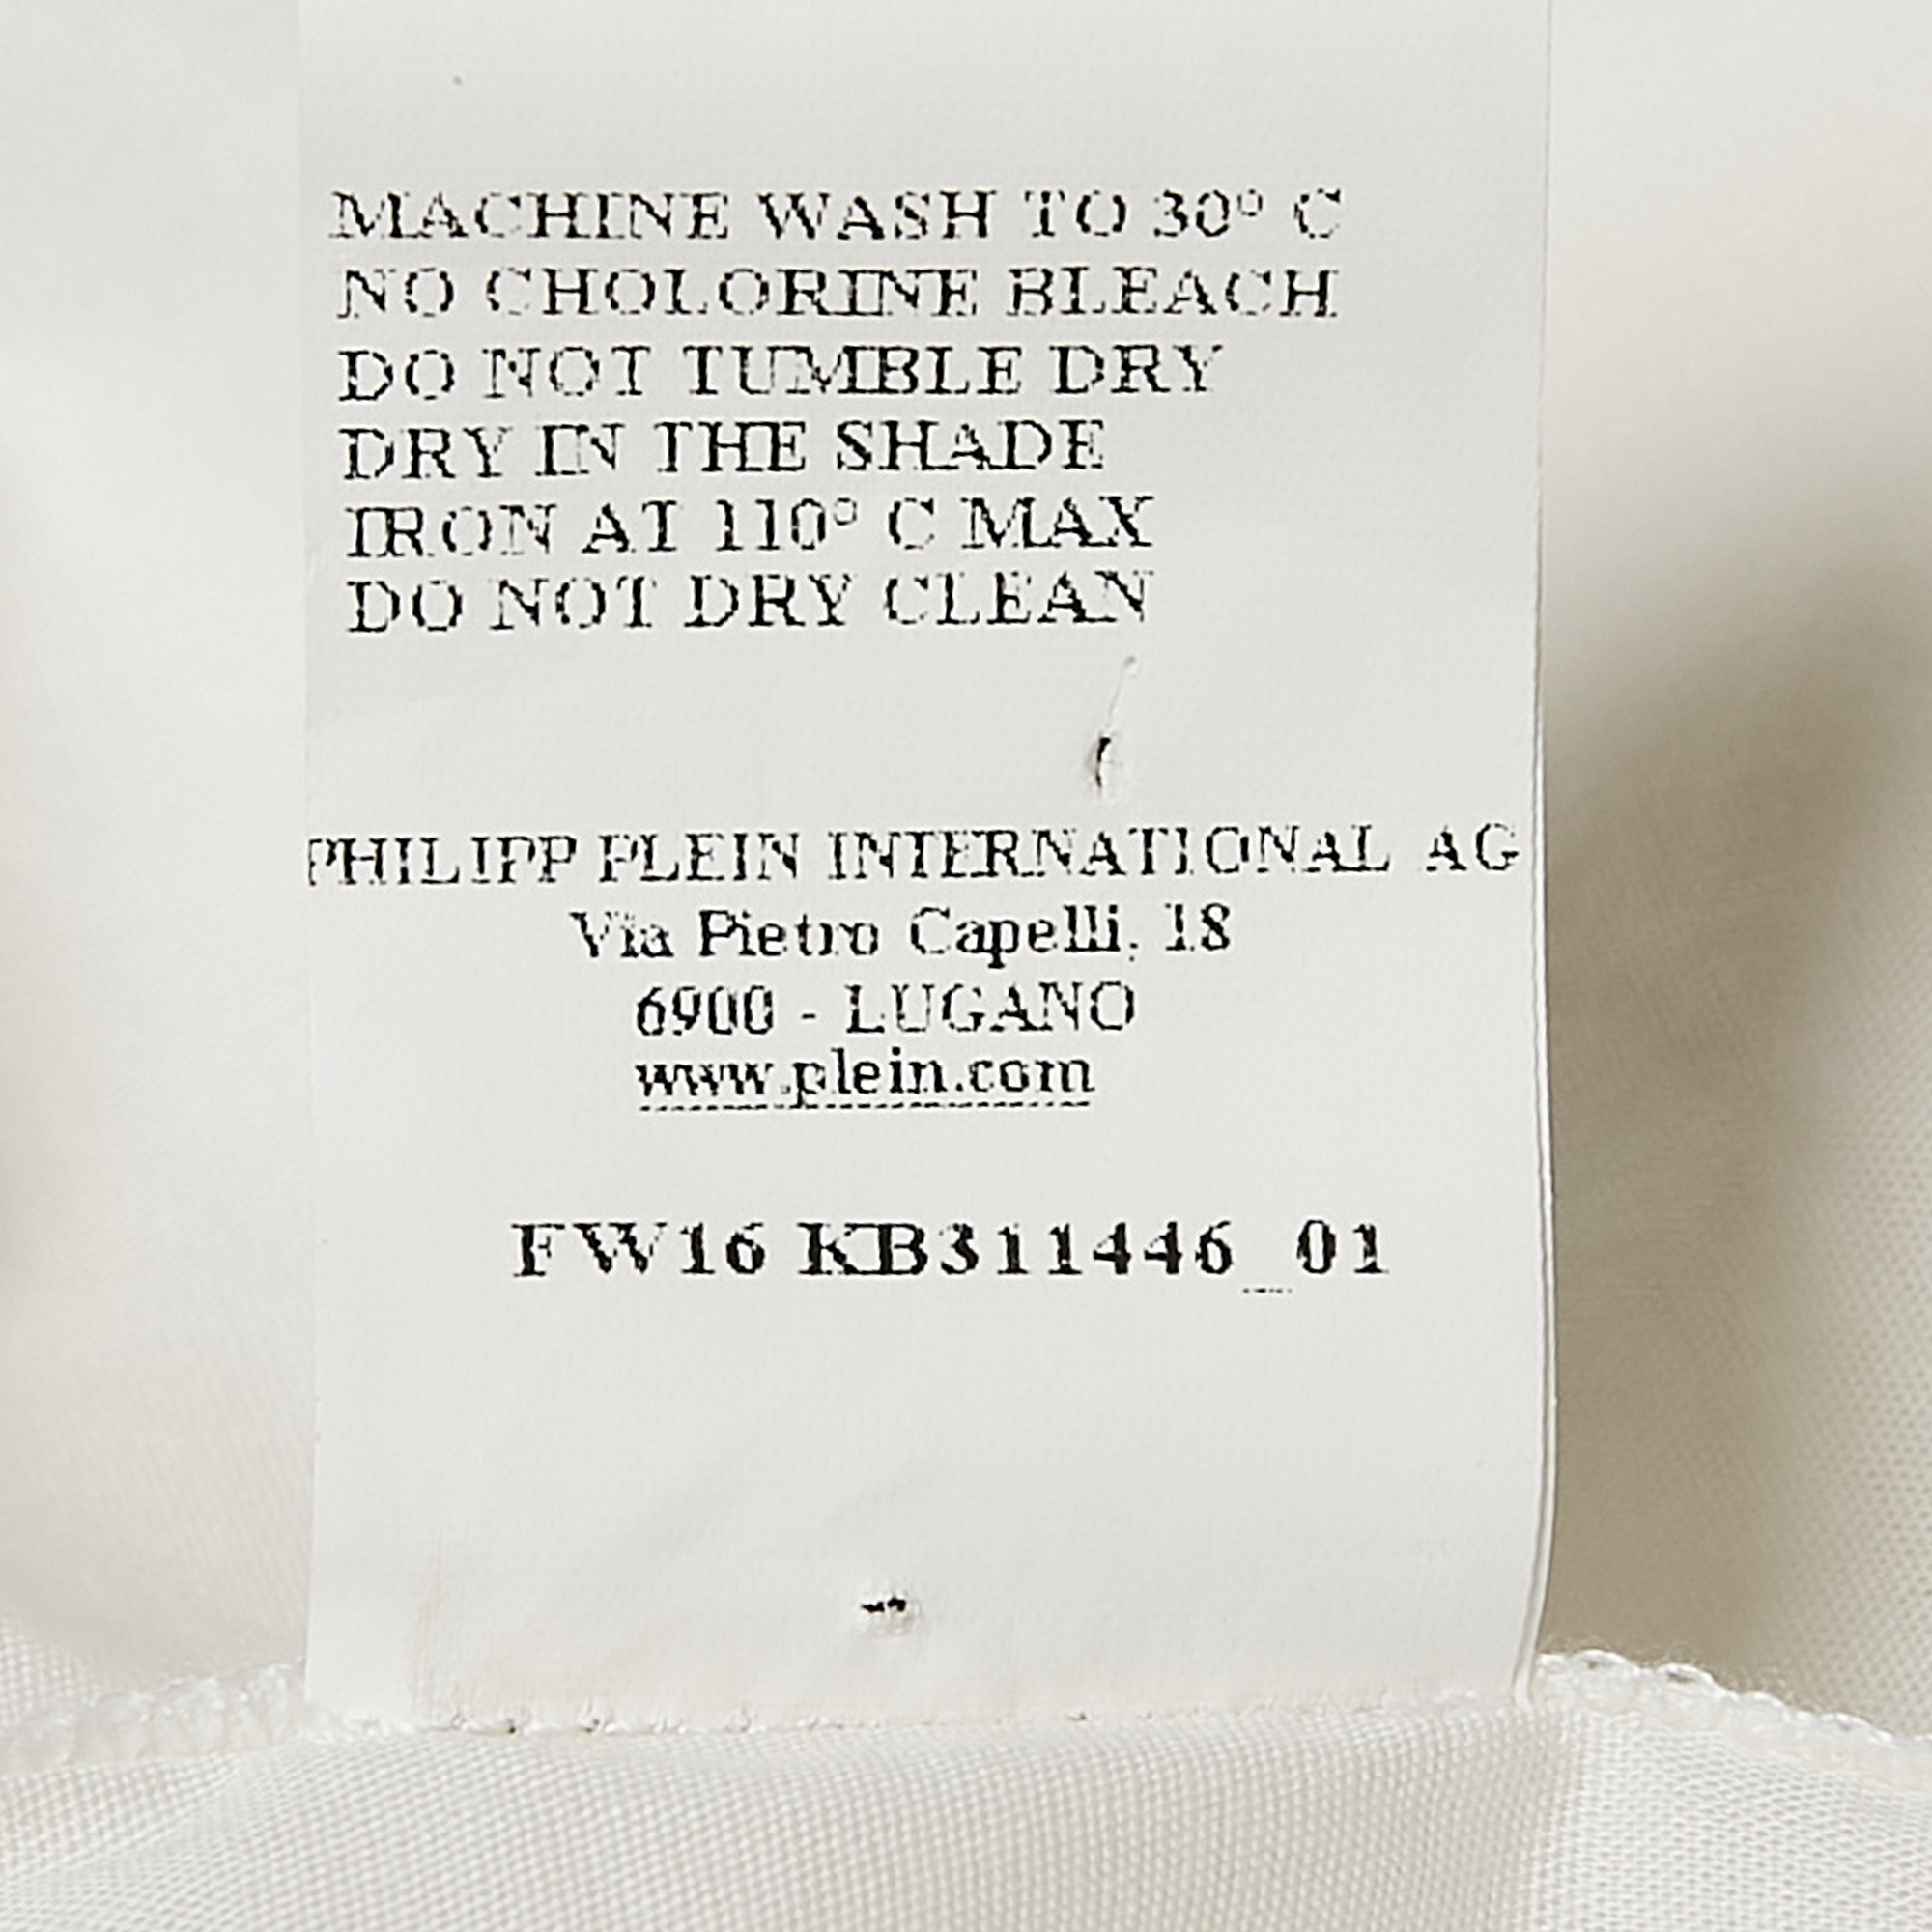 MACHINE WASH TO 30° C
NO CHOLORINE BLEACH
DO NOT TUMBLE DRY
DRY IN THE SHADE
IRON AT 110° C MAX
DO NOT DRY CLEAN
PHILIPP PLEIN INTERNATIONAL AG
Via Pietro Capelli, 18
6900 - LUGANO
www.plein.com
FW16 KB311446_01